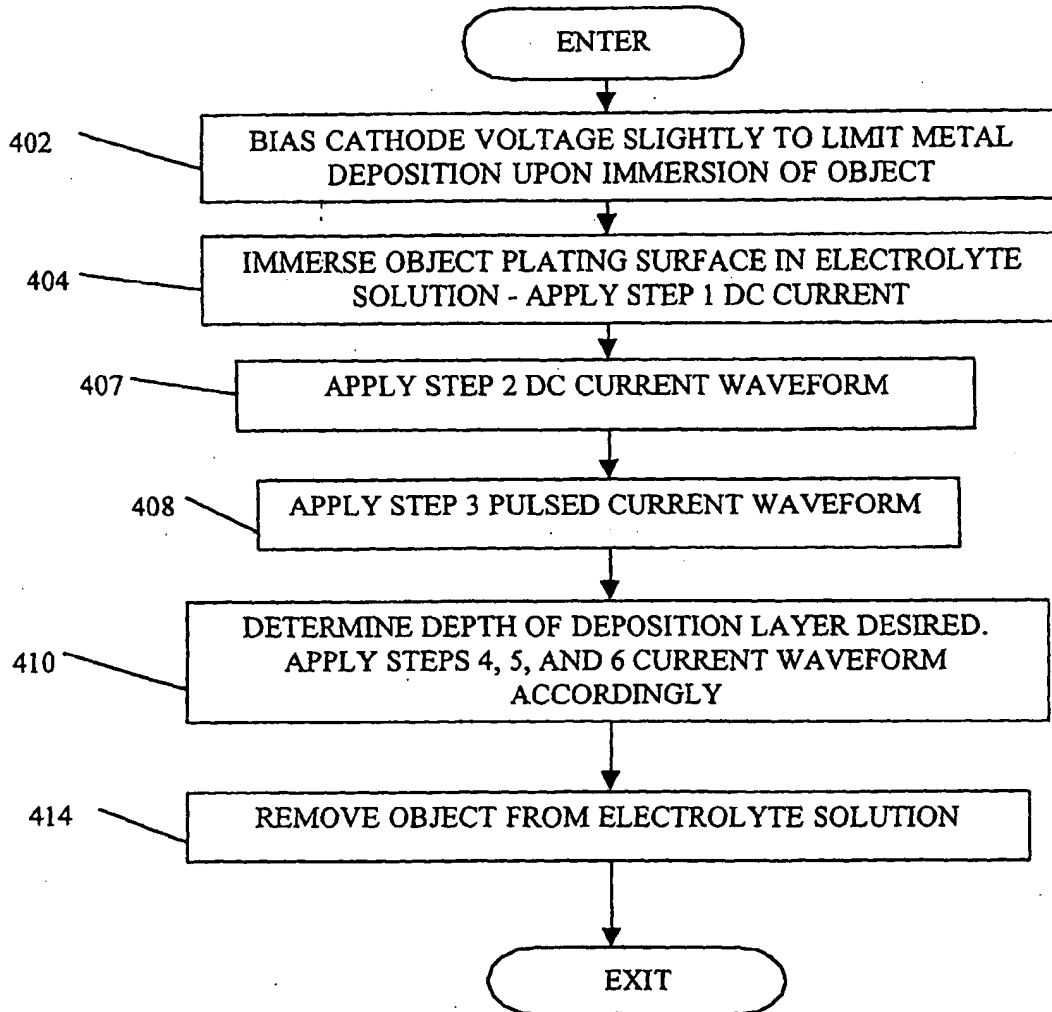 ENTER
402
BIAS CATHODE VOLTAGE SLIGHTLY TO LIMIT METAL
DEPOSITION UPON IMMERSION OF OBJECT
404
IMMERSE OBJECT PLATING SURFACE IN ELECTROLYTE
SOLUTION - APPLY STEP 1 DC CURRENT
407
APPLY STEP 2 DC CURRENT WAVEFORM
408
APPLY STEP 3 PULSED CURRENT WAVEFORM
410
DETERMINE DEPTH OF DEPOSITION LAYER DESIRED.
APPLY STEPS 4, 5, AND 6 CURRENT WAVEFORM
ACCORDINGLY
414
REMOVE OBJECT FROM ELECTROLYTE SOLUTION
EXIT